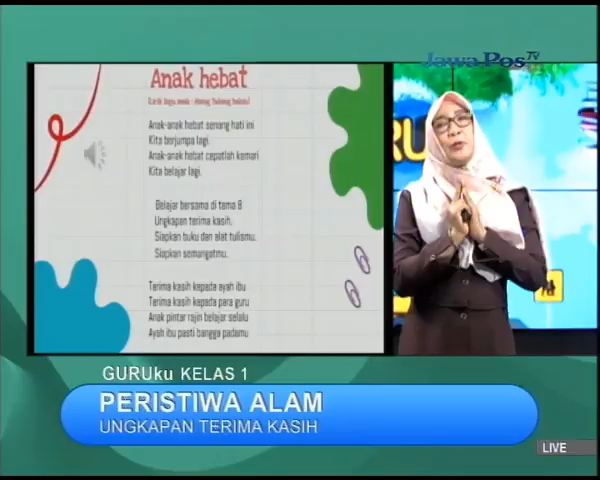 Jawa Pos TV
Anak hebat
Anak-anak hebat senang hati ini
Kita berjumpa lagi.
Anak-anak hebat cepatlah kemari
Kita belajar lagi.
Belajar bersama di tema 8
Ungkapan terima kasih.
Siapkan buku dan alat tulismu.
Siapkan semangatmu.
Terima kasih kepada ayah ibu
Terima kasih kepada para guru
Anak pintar rajin belajar selalu
Ayah ibu pasti bangga padamu
GURUku KELAS 1
PERISTIWA ALAM
UNGKAPAN TERIMA KASIH
LIVE